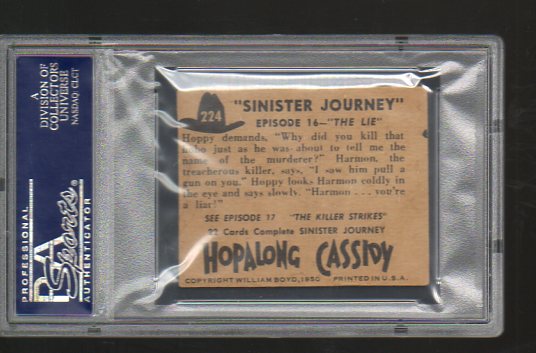 A
DIVISION OF
COLLECTORS
UNIVERSE
NASDAQ: CLCT
PROFESSIONAL
PSA
Sports
AUTHENTICATOR
224
"SINISTER JOURNEY"
EPISODE 16—"THE LIE"
Hoppy demands, "Why did you kill that
hobo just as he was about to tell me the
name of the murderer?" Harmon, the
treacherous killer, says, "I saw him pull a
gun on you." Hoppy looks Harmon coldly in
the eye and says slowly, "Harmon . . . you're
a liar!"
SEE EPISODE 17 "THE KILLER STRIKES"
22 Cards Complete SINISTER JOURNEY
HOPALONG CASSIDY
COPYRIGHT WILLIAM BOYD, 1950 PRINTED IN U.S.A.